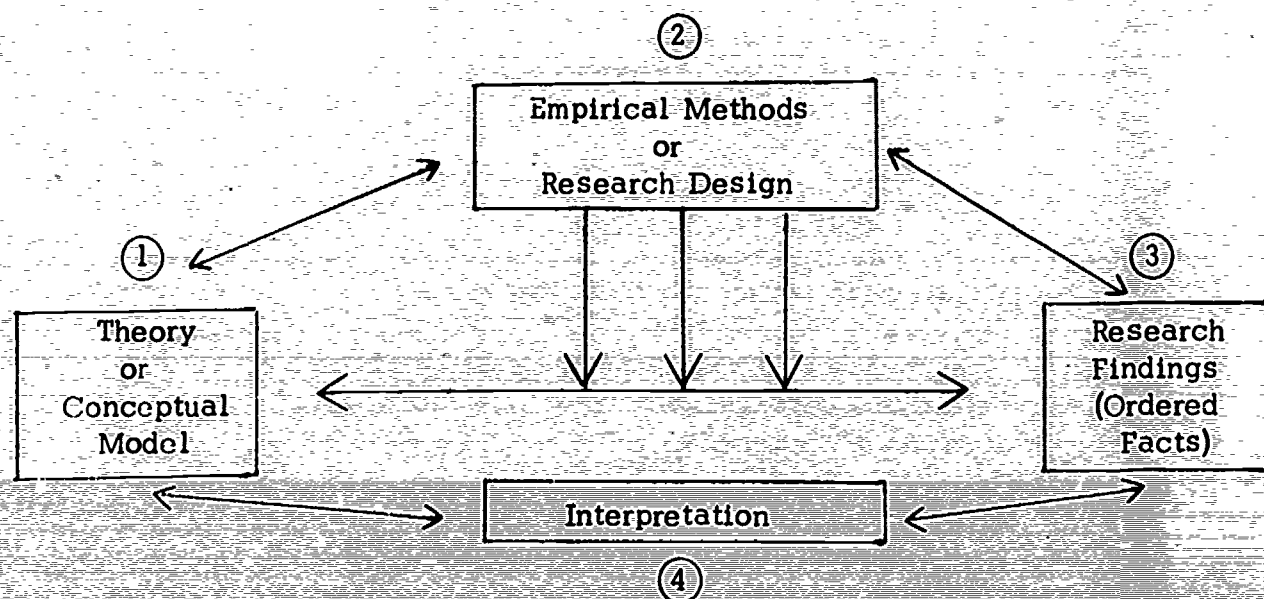 ②
Empirical Methods
or
Research Design
①
Theory
or
Conceptual
Model
③
Research
Findings
(Ordered
Facts)
Interpretation
④